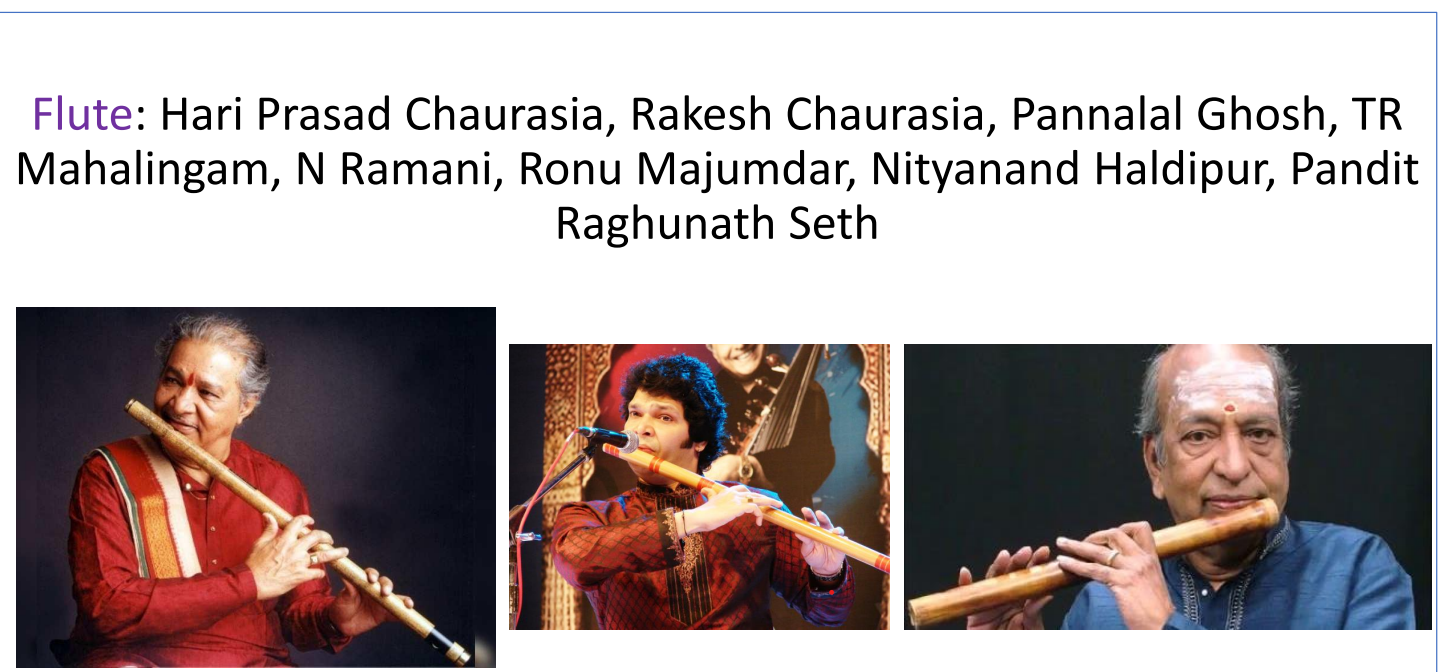 Flute: Hari Prasad Chaurasia, Rakesh Chaurasia, Pannalal Ghosh, TR
Mahalingam, N Ramani, Ronu Majumdar, Nityanand Haldipur, Pandit
Raghunath Seth